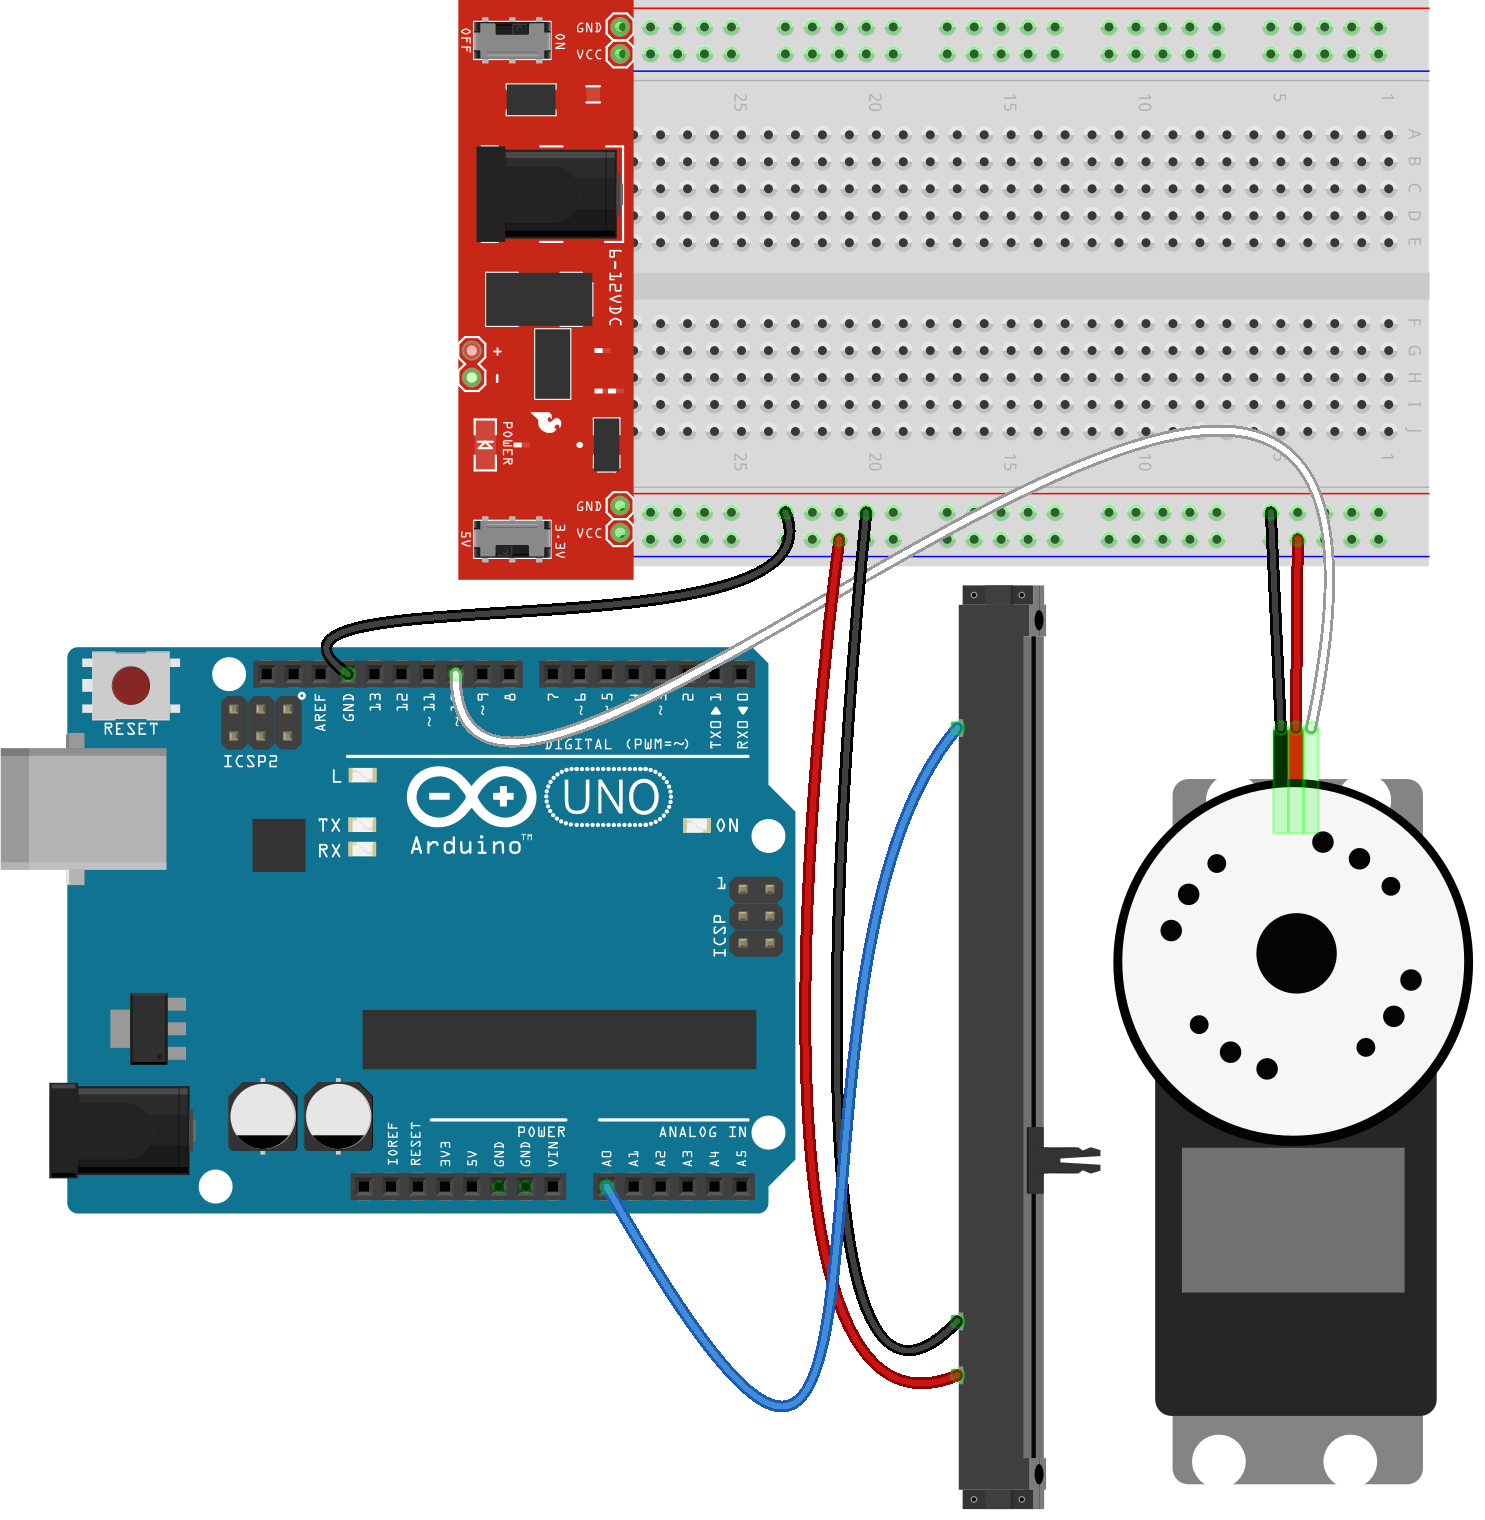 OFF
ON
GND
VCC
25
20
15
10
5
1
A
B
C
D
E
6-12VDC
F
G
H
I
J
+
-
POWER
25
20
15
10
5
1
GND
VCC
5V
3.3V
RESET
ICSP2
AREF
GND
13
12
~11
~9
8
7
~6
~5
4
~3
2
TX0▶1
RX0◀0
DIGITAL (PWM=~)
L
TX
RX
UNO
Arduino™
ON
1
ICSP
POWER
ANALOG IN
IOREF
RESET
3V3
5V
GND
GND
VIN
A0
A1
A2
A3
A4
A5